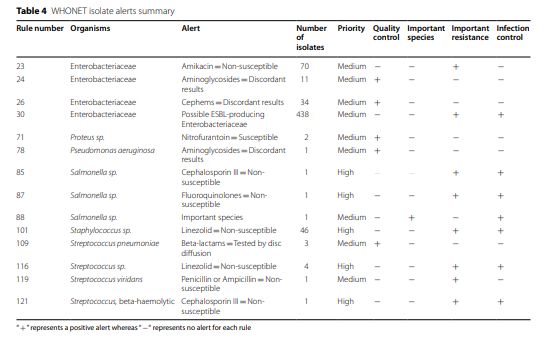 Table 4 WHONET isolate alerts summary
Rule number Organisms Alert Number of isolates Priority Quality control Important species Important resistance Infection control
23 Enterobacteriaceae Amikacin = Non-susceptible 70 Medium − − + −
24 Enterobacteriaceae Aminoglycosides = Discordant results 11 Medium + − − −
26 Enterobacteriaceae Cephems = Discordant results 34 Medium + − − −
30 Enterobacteriaceae Possible ESBL-producing Enterobacteriaceae 438 Medium − − + +
71 Proteus sp. Nitrofurantoin = Susceptible 2 Medium + − − −
78 Pseudomonas aeruginosa Aminoglycosides = Discordant results 1 Medium + − − −
85 Salmonella sp. Cephalosporin III = Non-susceptible 1 High − − + +
87 Salmonella sp. Fluoroquinolones = Non-susceptible 1 High − − + +
88 Salmonella sp. Important species 1 Medium − + − +
101 Staphylococcus sp. Linezolid = Non-susceptible 46 High − − + +
109 Streptococcus pneumoniae Beta-lactams = Tested by disc diffusion 3 Medium + − − −
116 Streptococcus sp. Linezolid = Non-susceptible 4 High − − + +
119 Streptococcus viridans Penicillin or Ampicillin = Non-susceptible 1 Medium − − + −
121 Streptococcus, beta-haemolytic Cephalosporin III = Non-susceptible 1 High − − + +
"+" represents a positive alert whereas "−" represents no alert for each rule